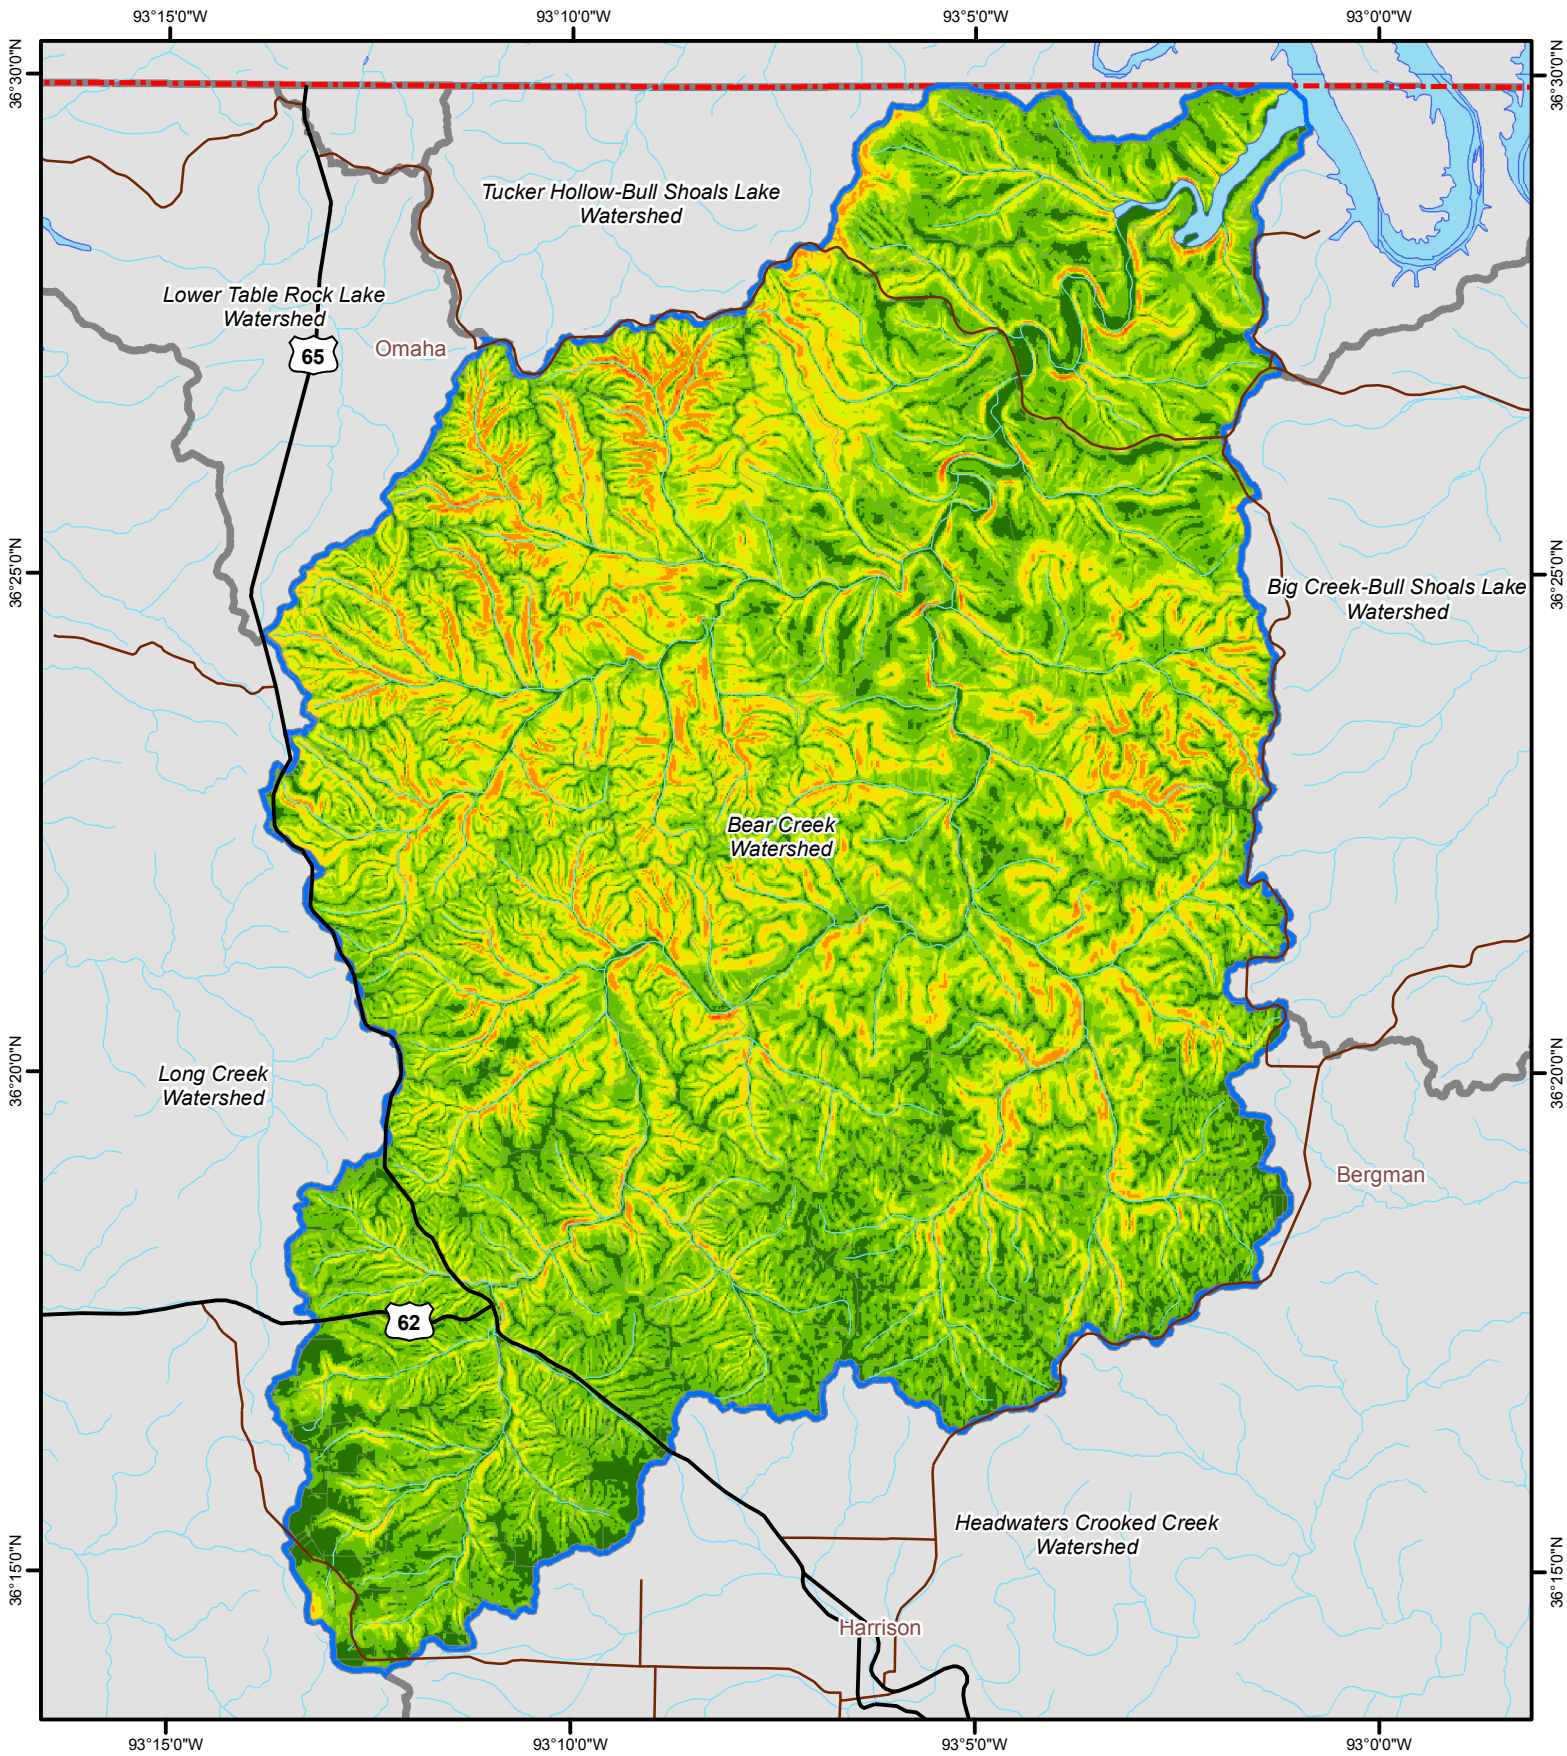 93°15'0"W
93°10'0"W
93°5'0"W
93°0'0"W
36°30'0"N
36°30'0"N
Tucker Hollow-Bull Shoals Lake
Watershed
Lower Table Rock Lake
Watershed
65
Omaha
36°25'0"N
36°25'0"N
Big Creek-Bull Shoals Lake
Watershed
Bear Creek
Watershed
36°20'0"N
36°20'0"N
Long Creek
Watershed
Bergman
62
Headwaters Crooked Creek
Watershed
36°15'0"N
36°15'0"N
Harrison
93°15'0"W
93°10'0"W
93°5'0"W
93°0'0"W